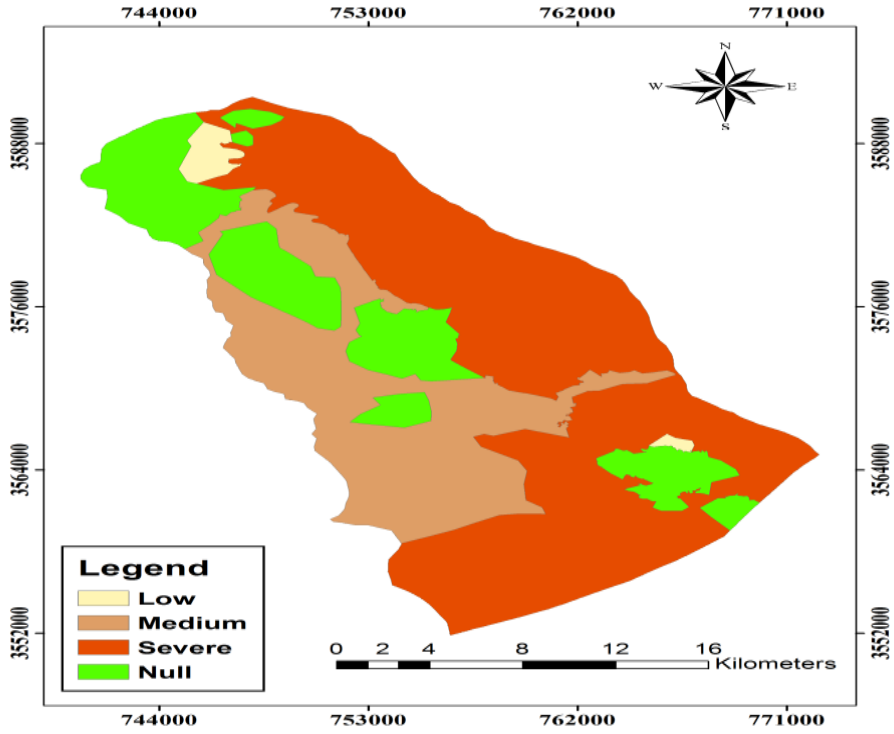 744000 753000 762000 771000
N
W E
S
3588000 3588000
3576000 3576000
3564000 3564000
3552000 3552000
Legend
Low
Medium
Severe
Null
0 2 4 8 12 16
Kilometers
744000 753000 762000 771000